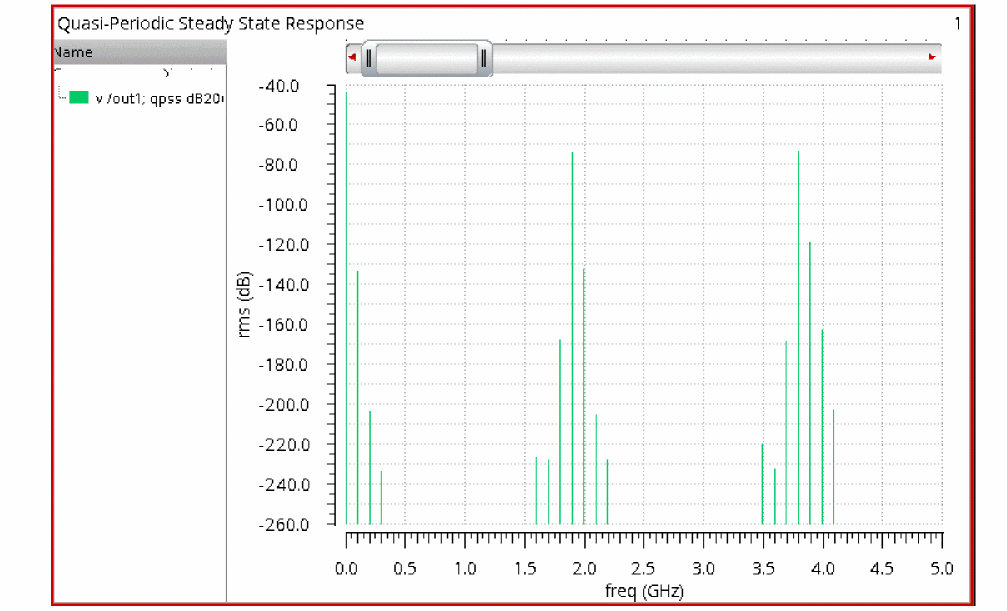 Quasi-Periodic Steady State Response 1
Name
v /out1; qpss dB20
-40.0
-60.0
-80.0
-100.0
-120.0
-140.0
-160.0
-180.0
-200.0
-220.0
-240.0
-260.0
rms (dB)
0.0 0.5 1.0 1.5 2.0 2.5 3.0 3.5 4.0 4.5 5.0
freq (GHz)